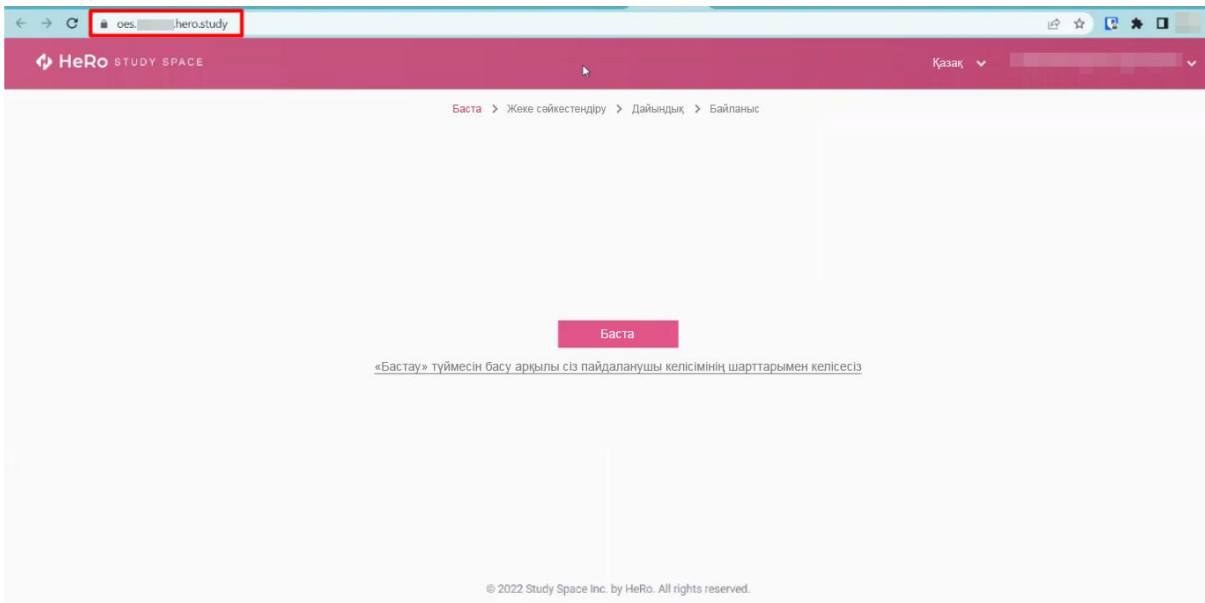 oes. .hero.study
HeRo STUDY SPACE
Қазақ
Баста > Жеке сәйкестендіру > Дайындық > Байланыс
Баста
«Бастау» түймесін басу арқылы сіз пайдаланушы келісімінің шарттарымен келісесіз
© 2022 Study Space Inc. by HeRo. All rights reserved.